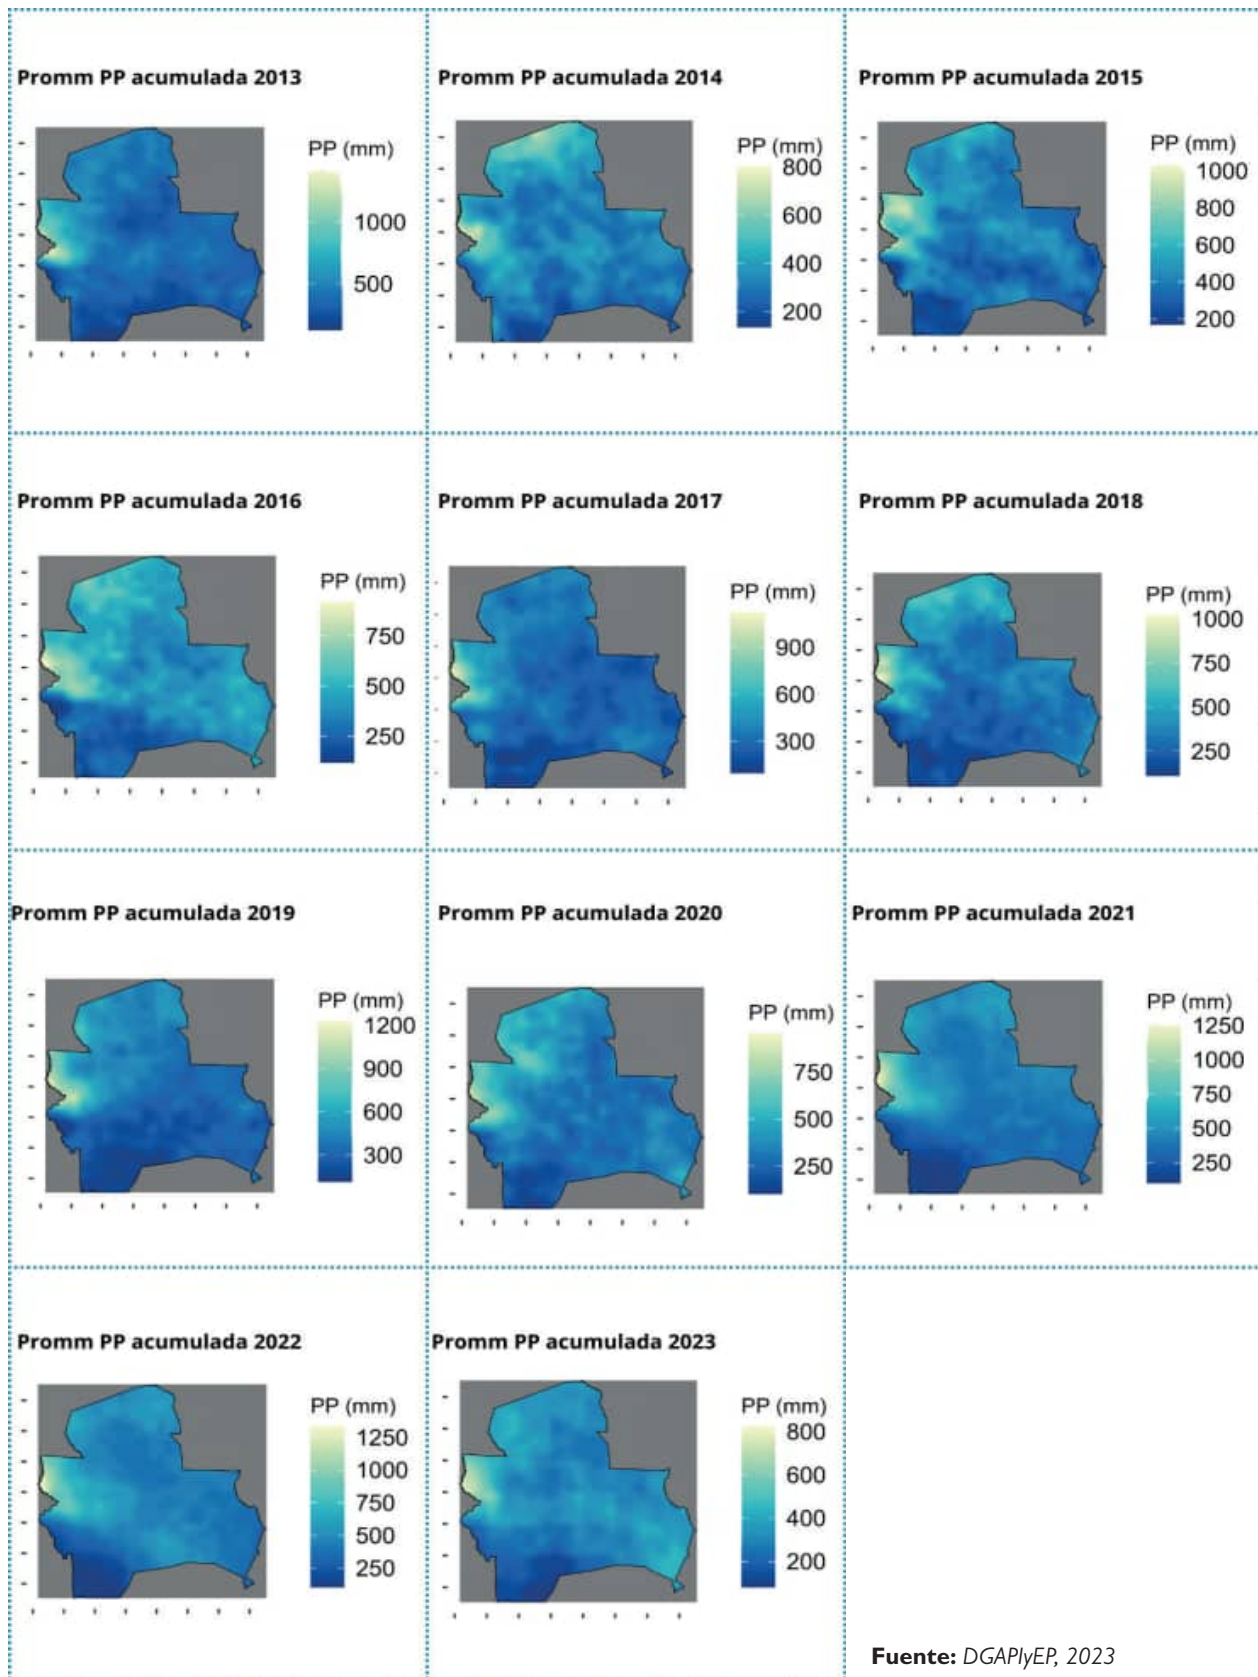 Promm PP acumulada 2013
PP (mm)
1000
500
Promm PP acumulada 2014
PP (mm)
800
600
400
200
Promm PP acumulada 2015
PP (mm)
1000
800
600
400
200
Promm PP acumulada 2016
PP (mm)
750
500
250
Promm PP acumulada 2017
PP (mm)
900
600
300
Promm PP acumulada 2018
PP (mm)
1000
750
500
250
Promm PP acumulada 2019
PP (mm)
1200
900
600
300
Promm PP acumulada 2020
PP (mm)
750
500
250
Promm PP acumulada 2021
PP (mm)
1250
1000
750
500
250
Promm PP acumulada 2022
PP (mm)
1250
1000
750
500
250
Promm PP acumulada 2023
PP (mm)
800
600
400
200
Fuente: DGAPIyEP, 2023